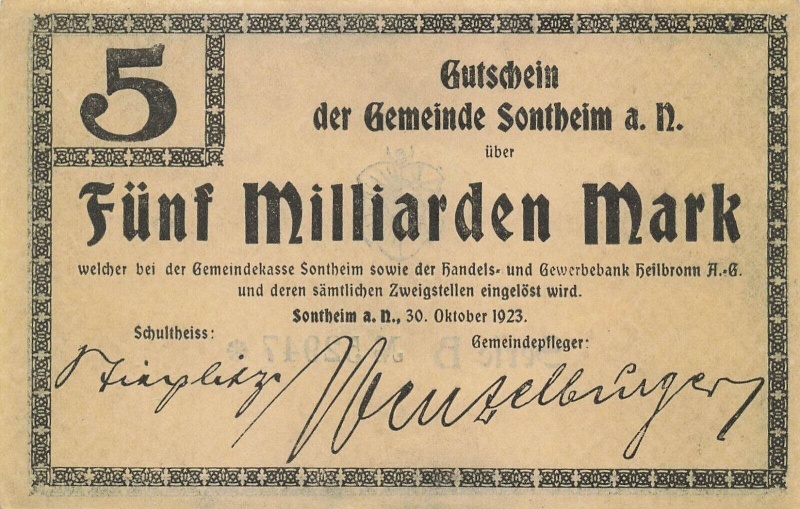 5
Gutschein
der Gemeinde Sontheim a. N.
über
Fünf Milliarden Mark
welcher bei der Gemeindekasse Sontheim sowie der Handels- und Gewerbebank Heilbronn A.-G.
und deren sämtlichen Zweigstellen eingelöst wird.
Sontheim a. N., 30. Oktober 1923.
Schultheiss:
Gemeindepfleger:
Wentzelburger